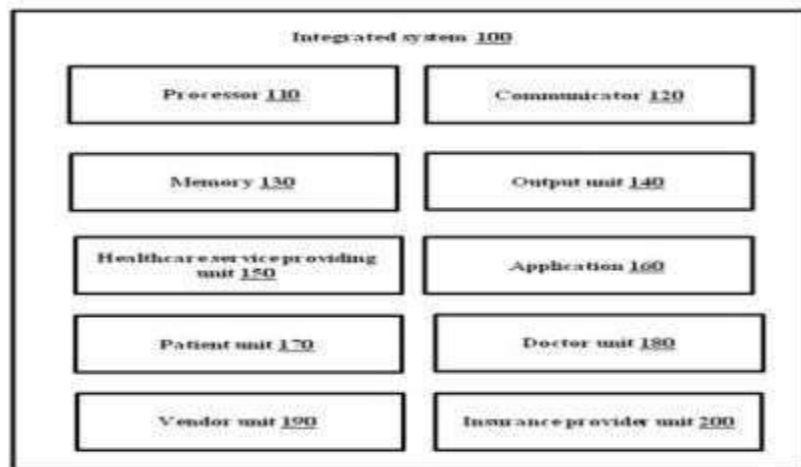 Integrated system 100
Processor 110
Communicator 120
Memory 130
Output unit 140
Healthcare service providing
unit 150
Application 160
Patient unit 170
Doctor unit 180
Vendor unit 190
Insurance provider unit 200